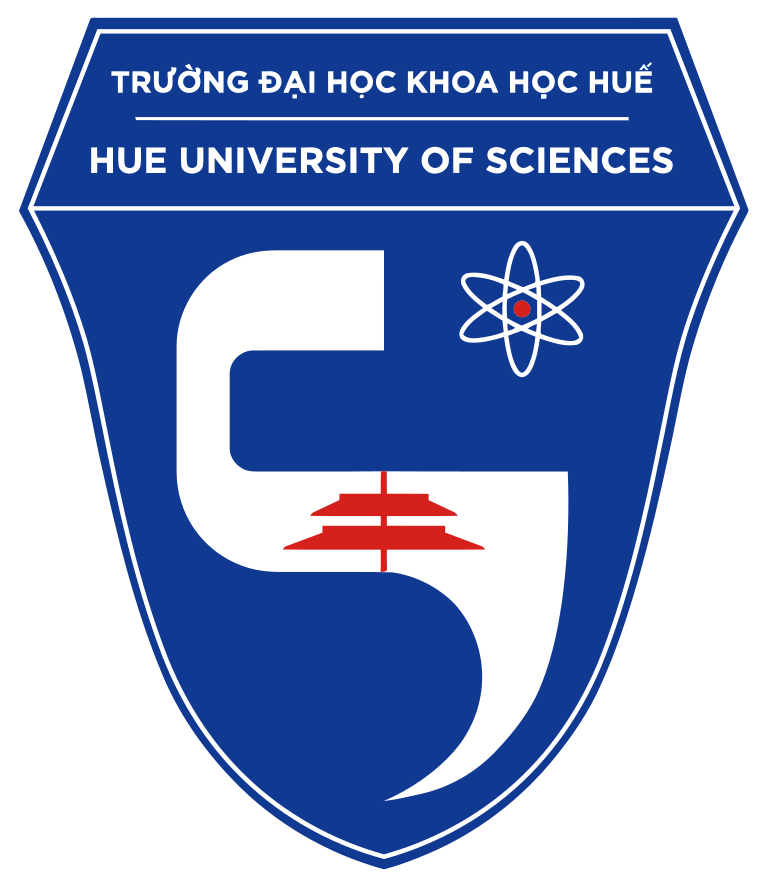 TRƯỜNG ĐẠI HỌC KHOA HỌC HUẾ
HUE UNIVERSITY OF SCIENCES